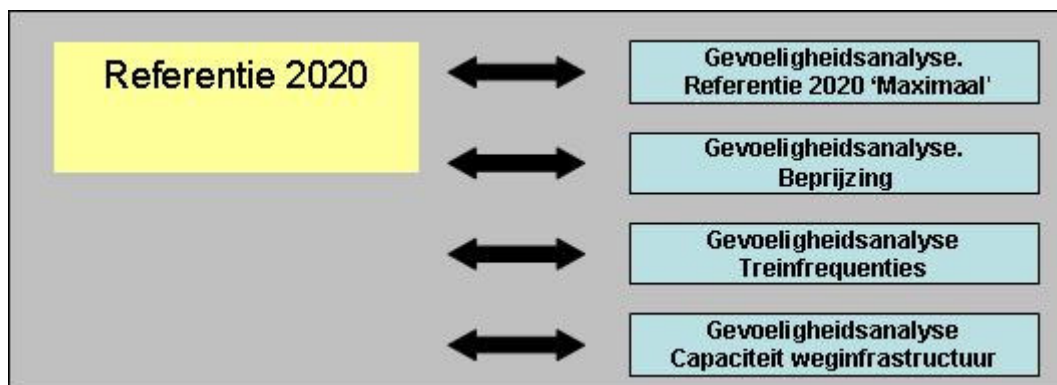 Referentie 2020
Gevoeligheidsanalyse.
Referentie 2020 ‘Maximaal’
Gevoeligheidsanalyse.
Beprijzing
Gevoeligheidsanalyse
Treinfrequenties
Gevoeligheidsanalyse
Capaciteit weginfrastructuur